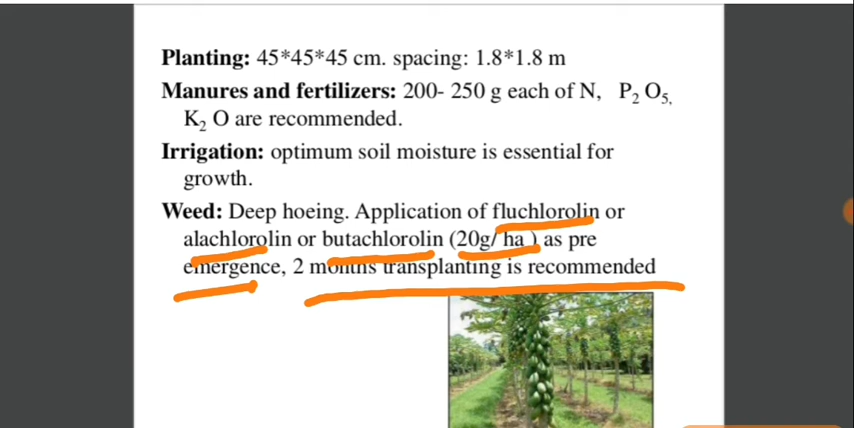 Planting: 45*45*45 cm. spacing: 1.8*1.8 m
Manures and fertilizers: 200- 250 g each of N, P₂ O₅,
K₂ O are recommended.
Irrigation: optimum soil moisture is essential for
growth.
Weed: Deep hoeing. Application of fluchlorolin or
alachlorolin or butachlorolin (20g/ ha ) as pre
emergence, 2 months transplanting is recommended